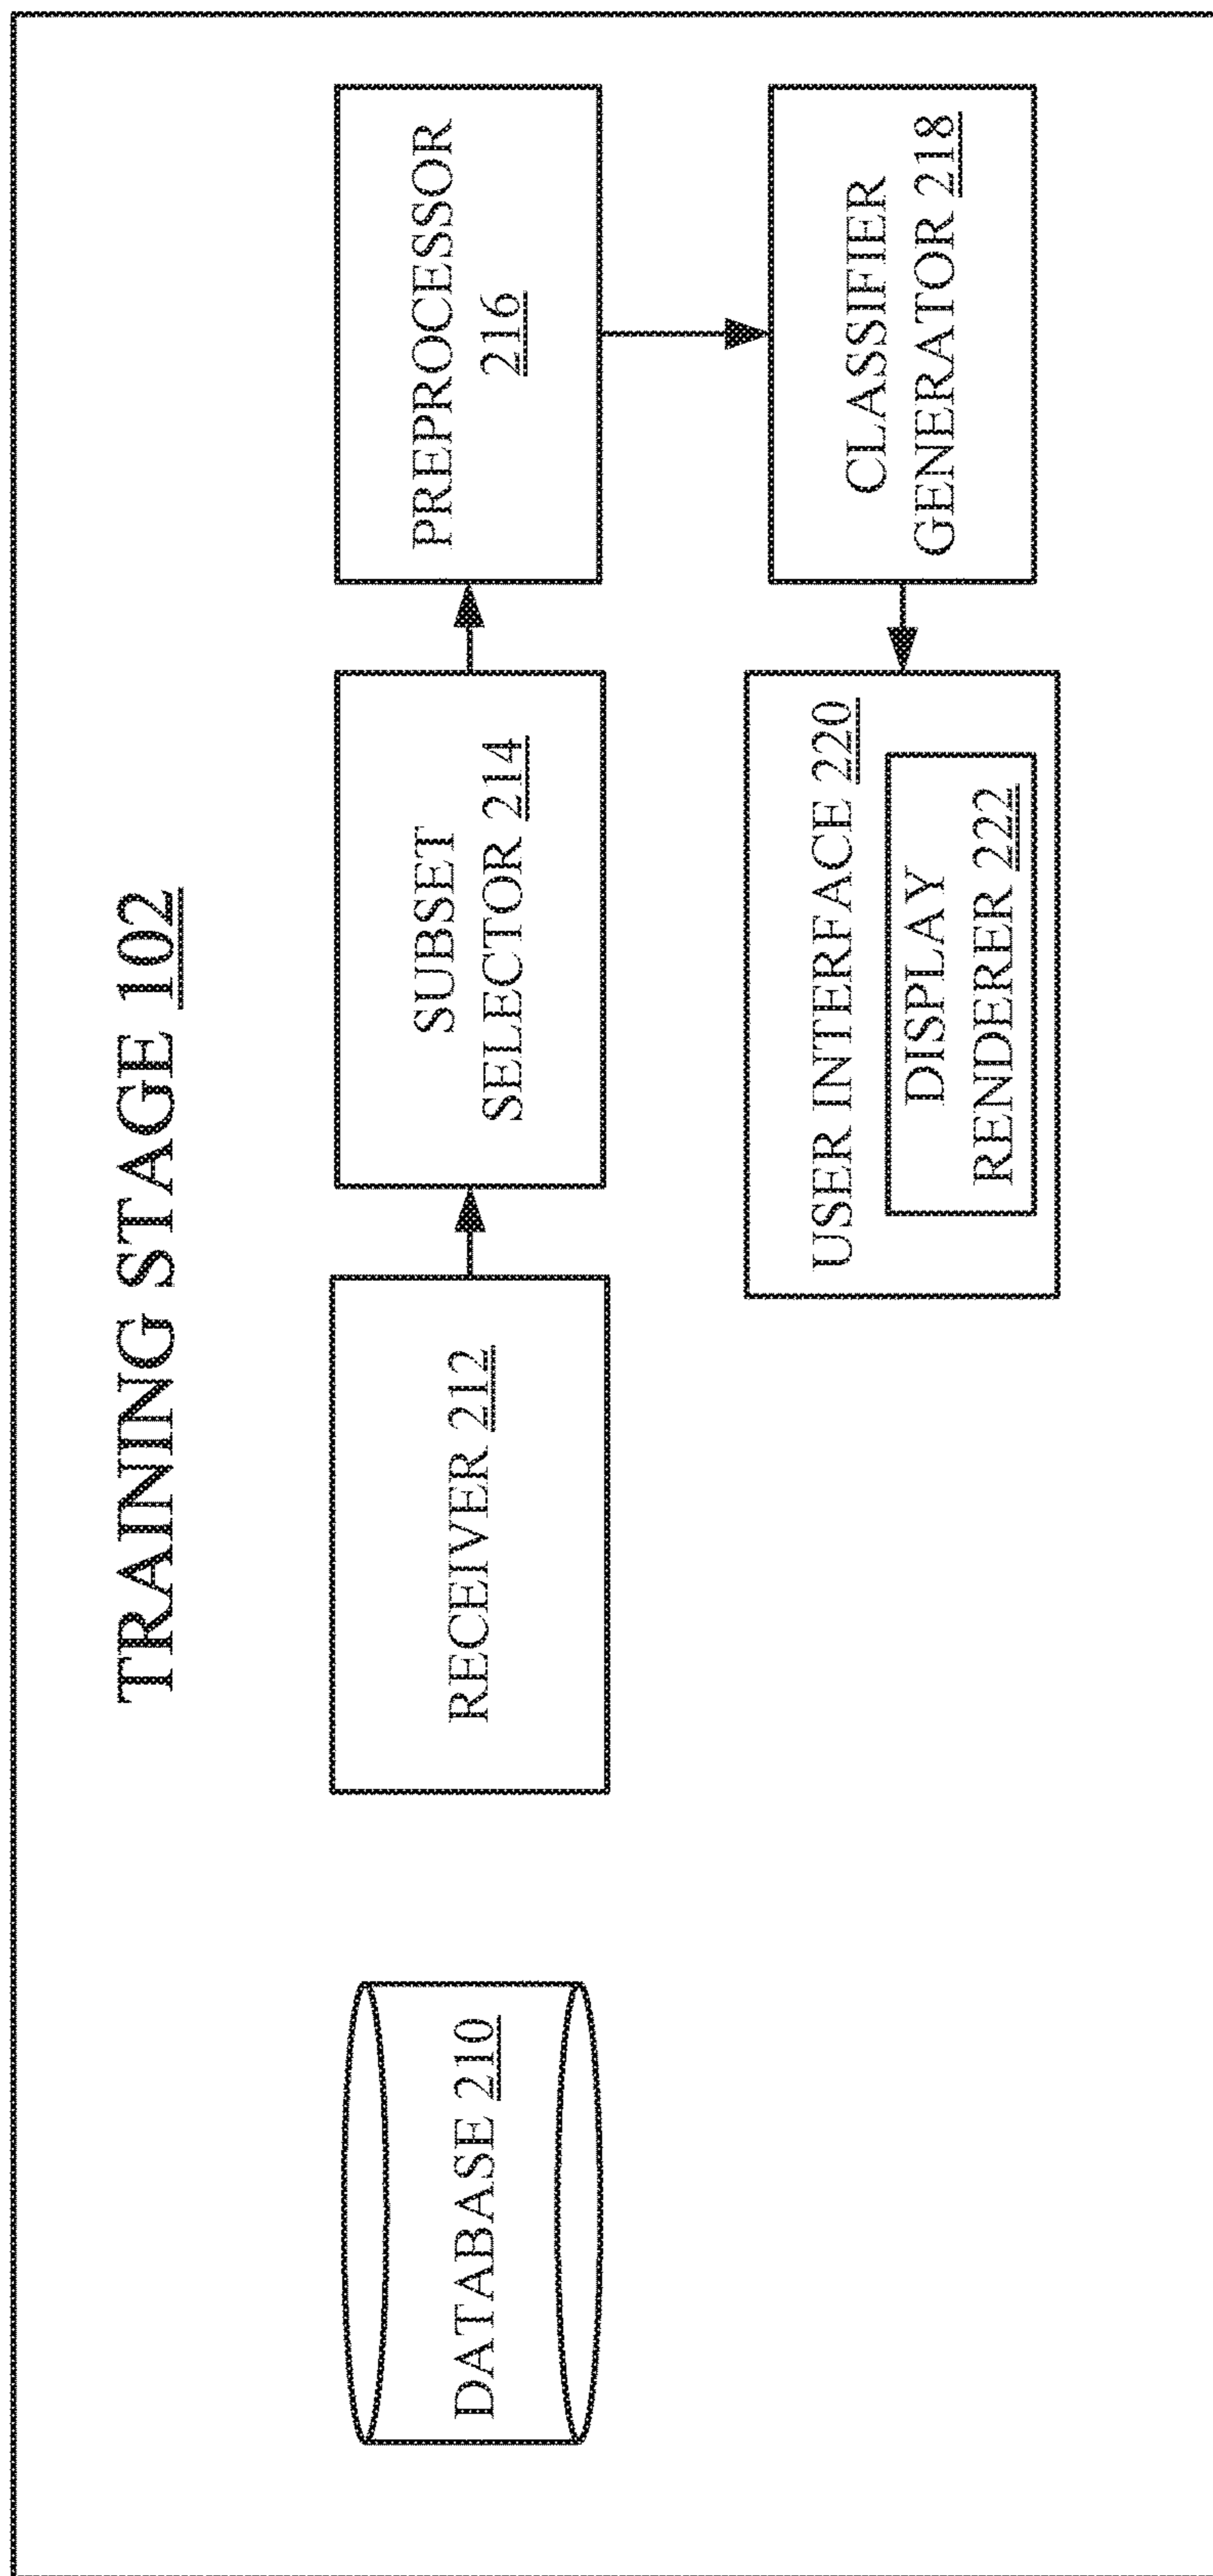 TRAINING STAGE 102
DATABASE 210
RECEIVER 212
SUBSET
SELECTOR 214
PREPROCESSOR
216
CLASSIFIER
GENERATOR 218
USER INTERFACE 220
DISPLAY
RENDERER 222